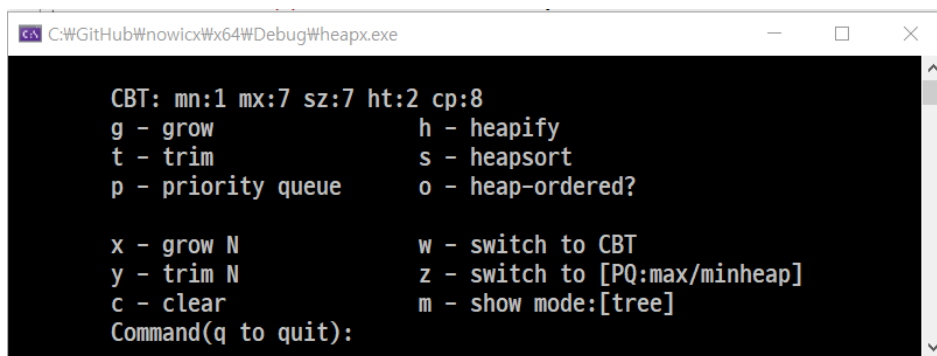 C:\ C:₩GitHub₩nowicx₩x64₩Debug₩heapx.exe
CBT: mn:1 mx:7 sz:7 ht:2 cp:8
g - grow h - heapify
t - trim s - heapsort
p - priority queue o - heap-ordered?
x - grow N w - switch to CBT
y - trim N z - switch to [PQ:max/minheap]
c - clear m - show mode:[tree]
Command(q to quit):